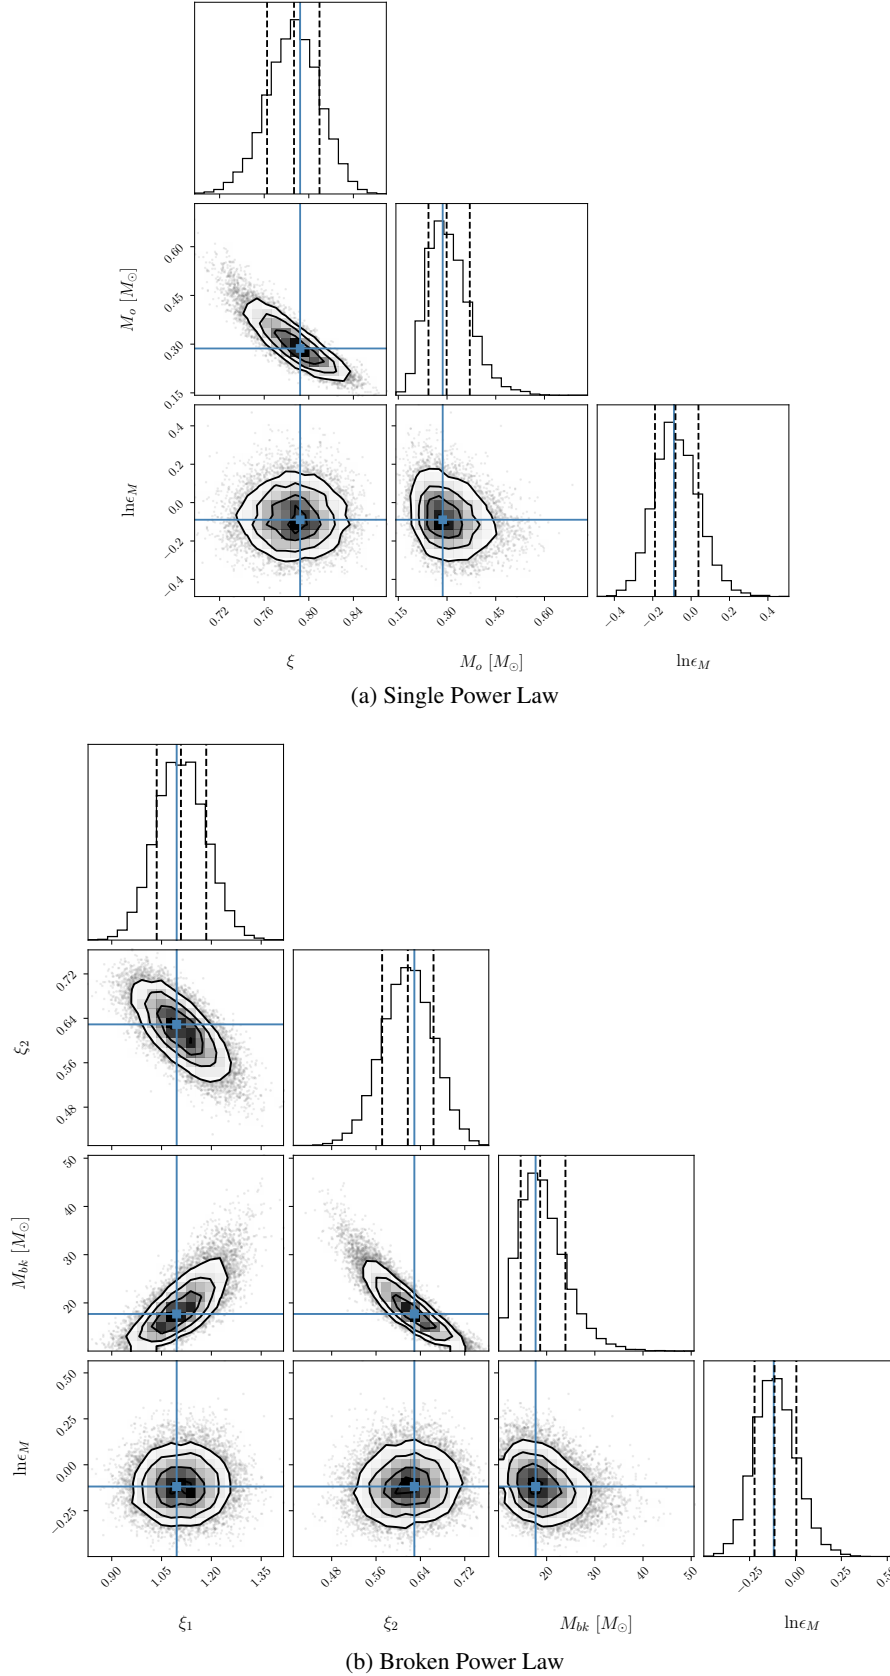 0.60
0.45
0.30
0.15
M_o [M_⊙]
0.4
0.2
0.0
−0.2
−0.4
lnϵ_M
0.72 0.76 0.80 0.84
0.15 0.30 0.45 0.60
−0.4 −0.2 0.0 0.2 0.4
ξ M_o [M_⊙] lnϵ_M
(a) Single Power Law
0.72
0.64
0.56
0.48
ξ_2
50
40
30
20
M_bk [M_⊙]
0.50
0.25
0.00
−0.25
lnϵ_M
0.90 1.05 1.20 1.35
0.48 0.56 0.64 0.72
20 30 40 50
−0.25 0.00 0.25 0.50
ξ_1 ξ_2 M_bk [M_⊙] lnϵ_M
(b) Broken Power Law